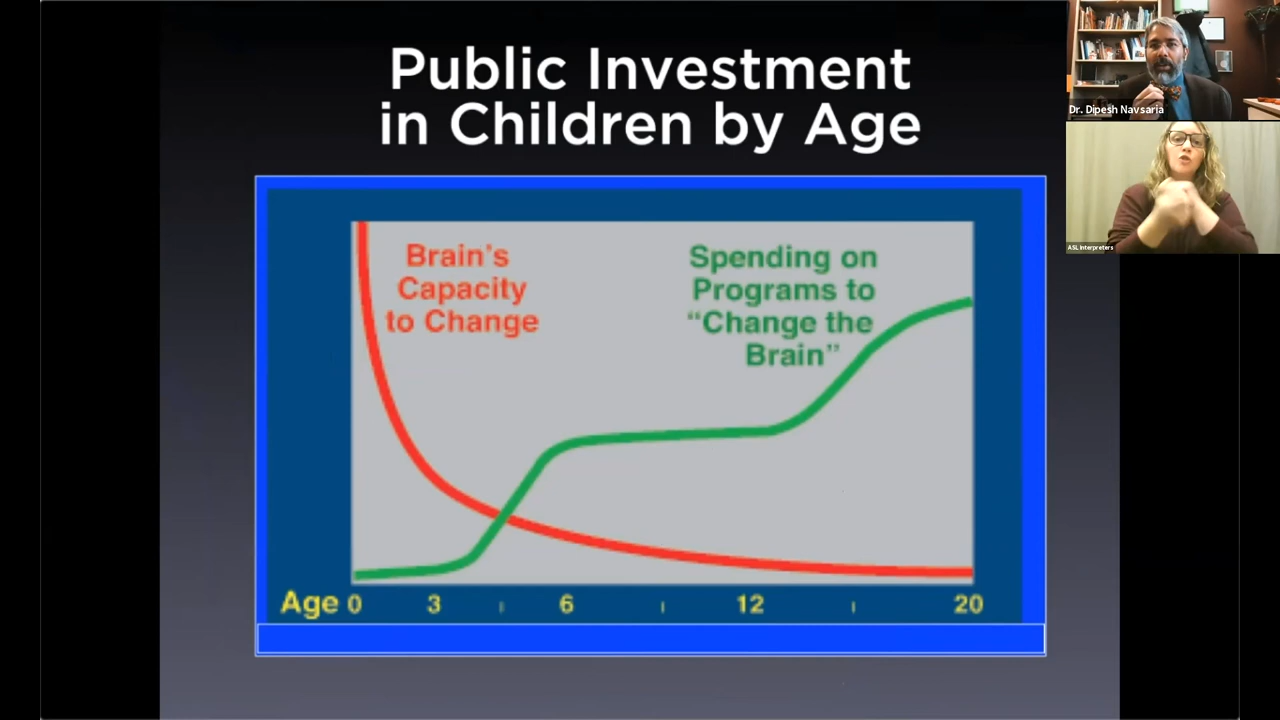 Public Investment
in Children by Age
Brain's
Capacity
to Change
Spending on
Programs to
“Change the
Brain”
Age 0 3 6 12 20
Dr. Dipesh Navsaria
ASL Interpreters